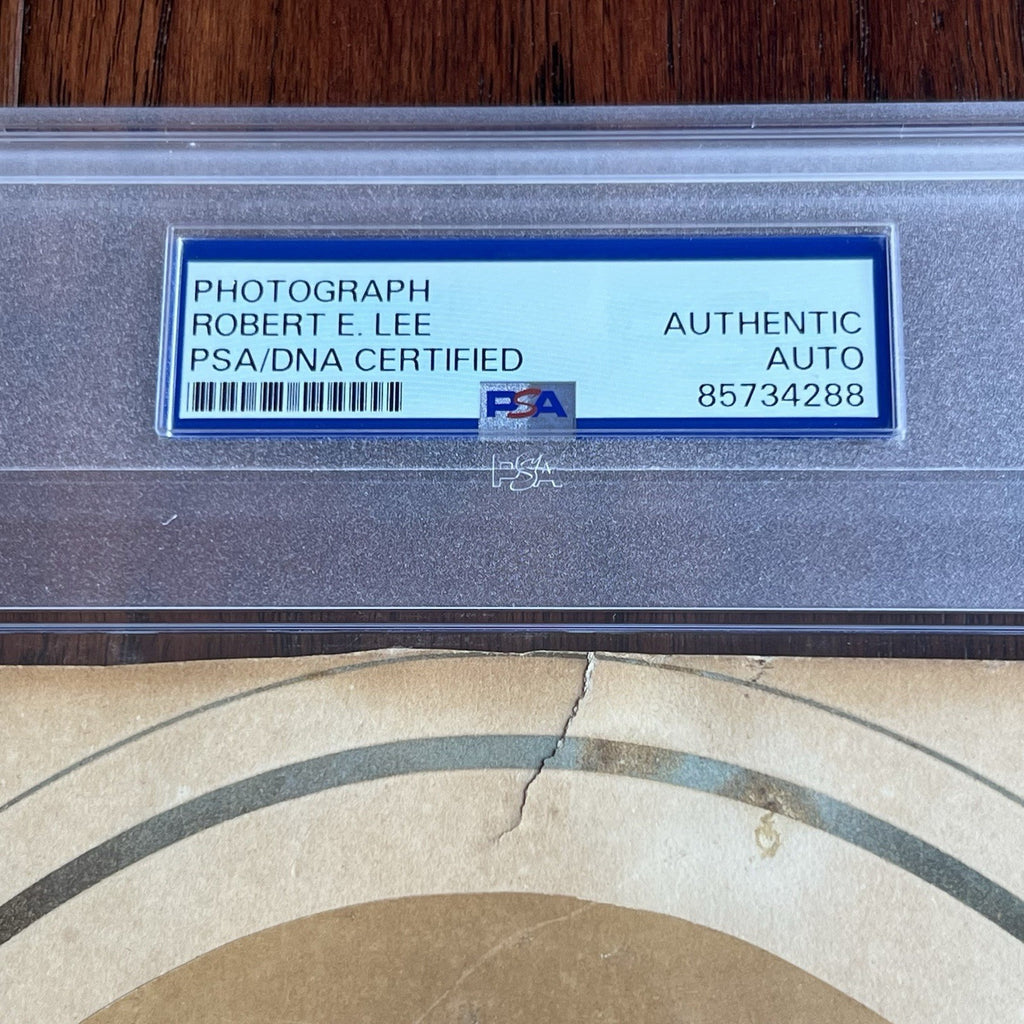 PHOTOGRAPH
ROBERT E. LEE
PSA/DNA CERTIFIED
AUTHENTIC
AUTO
85734288
PSA
PSA